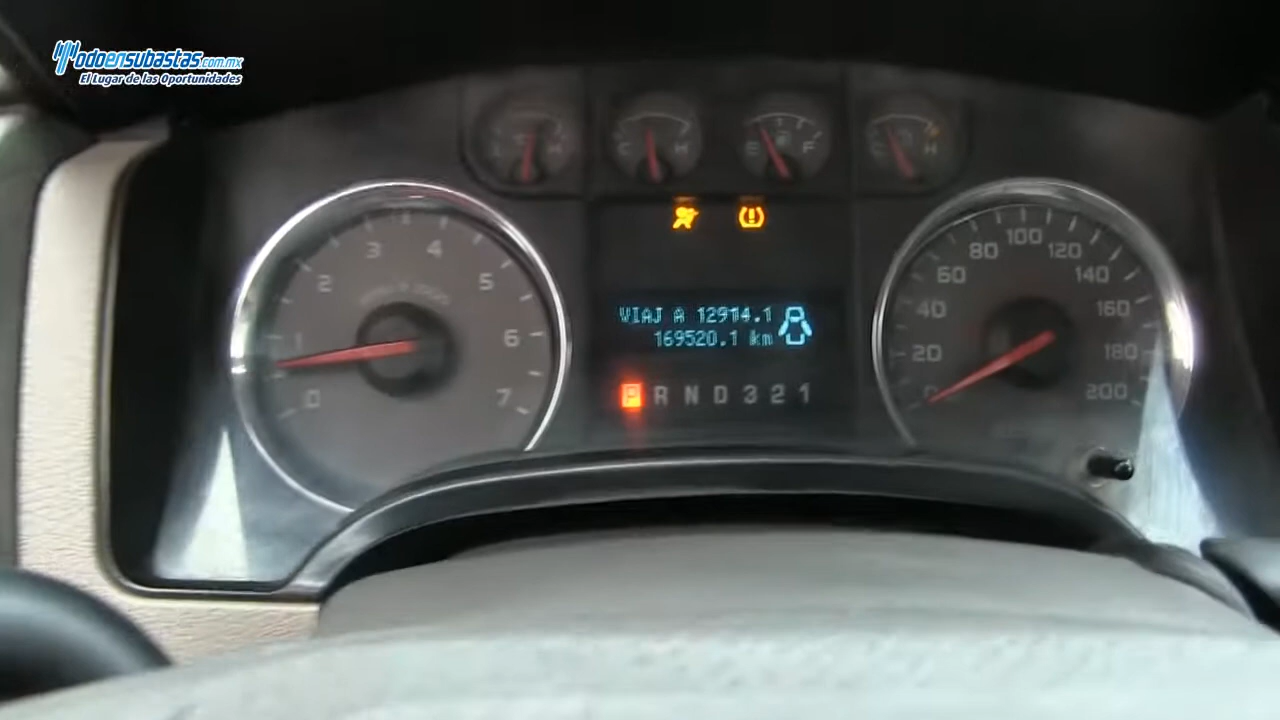 Todoensubastas.com.mx
El Lugar de las Oportunidades
L H
C H
E F
C H
0 1 2 3 4 5 6 7
VIAJ A 12914.1
169520.1 km
P R N D 3 2 1
0 20 40 60 80 100 120 140 160 180 200